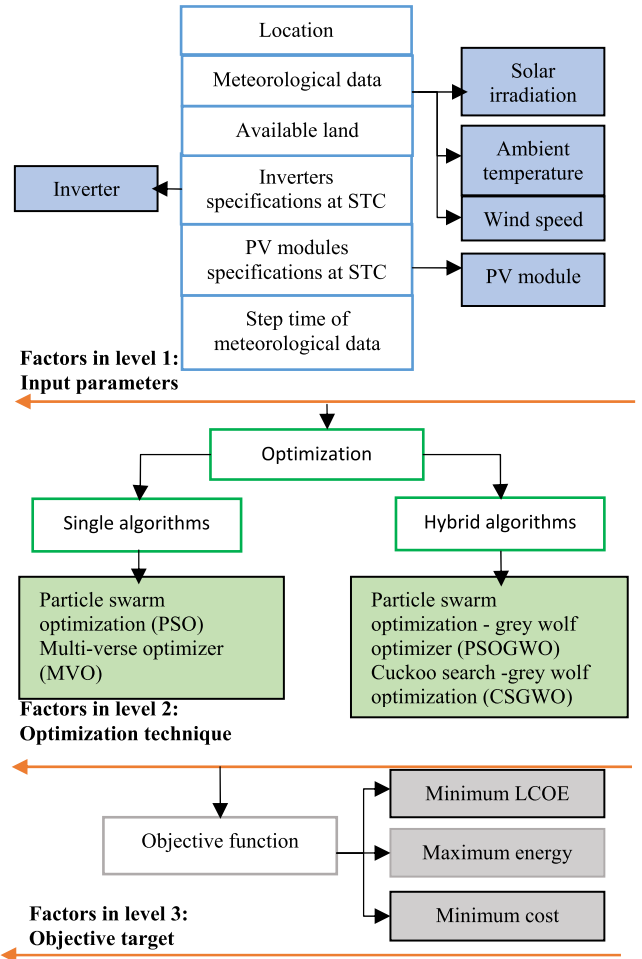 Location
Meteorological data
Solar
irradiation
Available land
Ambient
temperature
Inverter
Inverters
specifications at STC
Wind speed
PV modules
specifications at STC
PV module
Step time of
meteorological data
Factors in level 1:
Input parameters
Optimization
Single algorithms
Hybrid algorithms
Particle swarm
optimization (PSO)
Multi-verse optimizer
(MVO)
Particle swarm
optimization - grey wolf
optimizer (PSOGWO)
Cuckoo search -grey wolf
optimization (CSGWO)
Factors in level 2:
Optimization technique
Objective function
Minimum LCOE
Maximum energy
Minimum cost
Factors in level 3:
Objective target